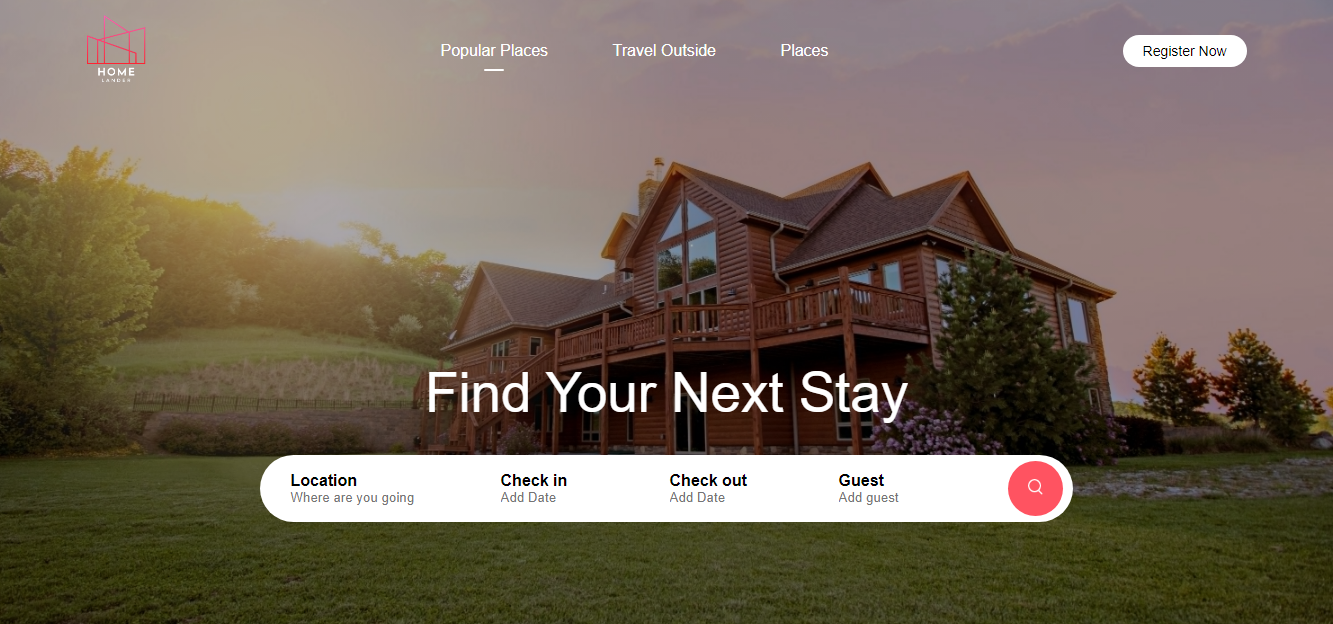 HOME
LANDER
Popular Places
Travel Outside
Places
Register Now
Find Your Next Stay
Location
Where are you going
Check in
Add Date
Check out
Add Date
Guest
Add guest